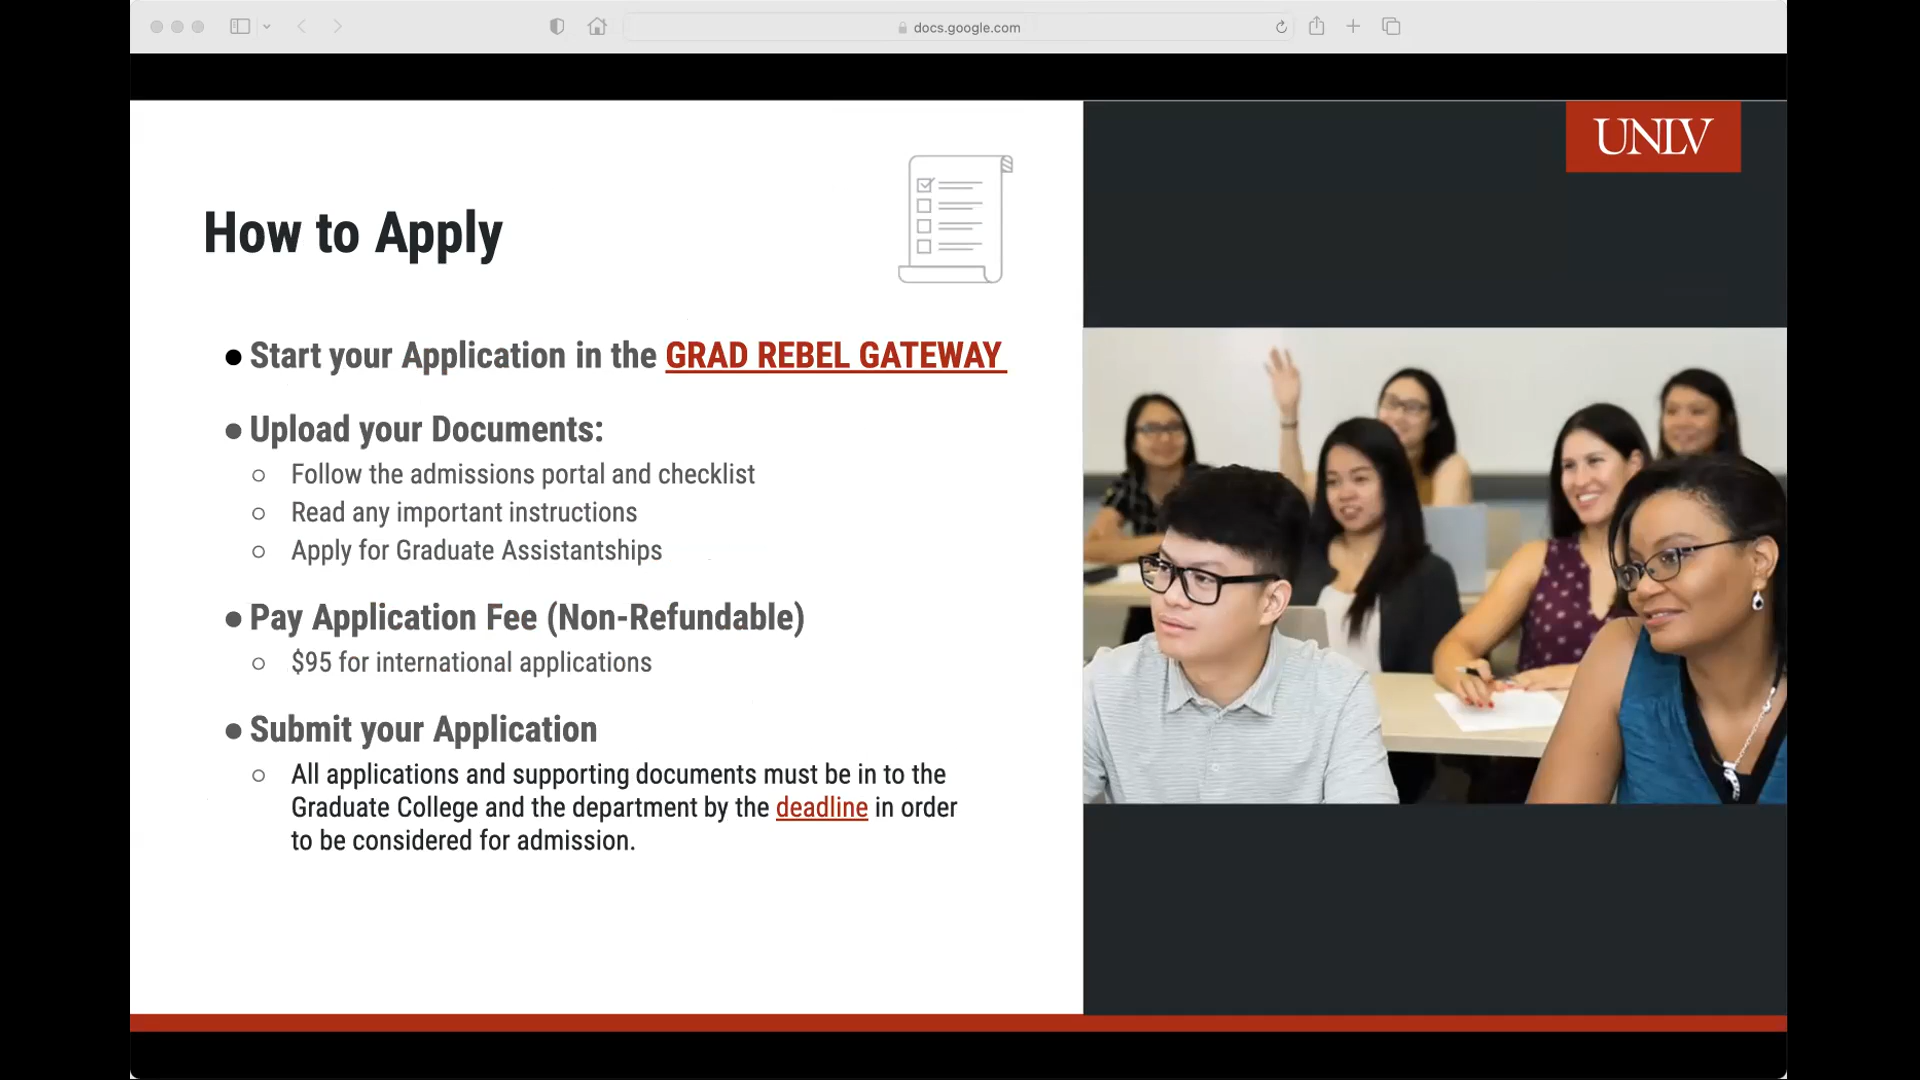 docs.google.com
UNLV
How to Apply
● Start your Application in the GRAD REBEL GATEWAY
● Upload your Documents:
○ Follow the admissions portal and checklist
○ Read any important instructions
○ Apply for Graduate Assistantships
● Pay Application Fee (Non-Refundable)
○ $95 for international applications
● Submit your Application
○ All applications and supporting documents must be in to the
Graduate College and the department by the deadline in order
to be considered for admission.